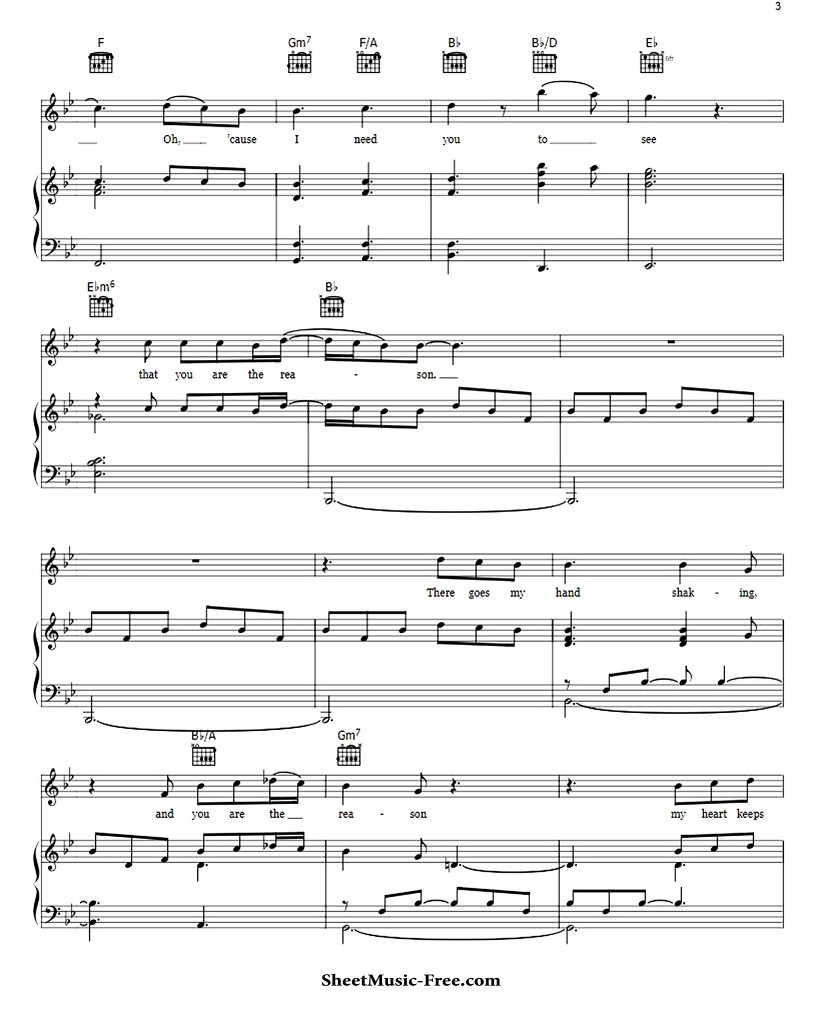 3
F Gm7 F/A B♭ B♭/D E♭
6fr
Oh, 'cause I need you to see
E♭m6 B♭
that you are the rea - son.
There goes my hand shak - ing,
B♭/A Gm7
and you are the rea - son my heart keeps
SheetMusic-Free.com